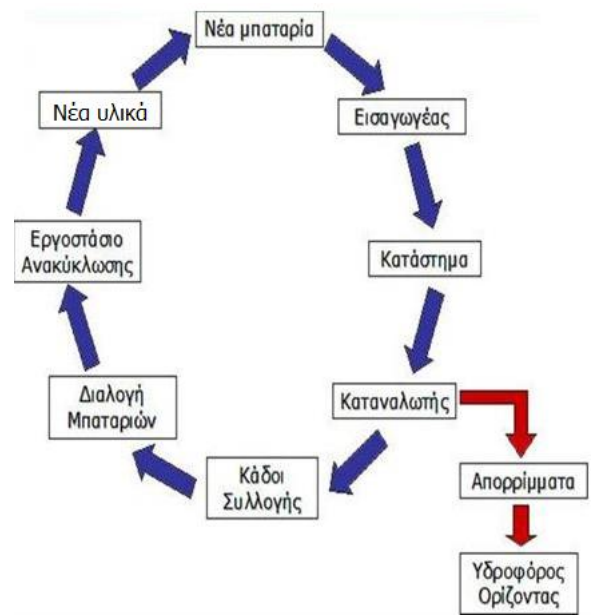 Νέα μπαταρία
Εισαγωγέας
Κατάστημα
Καταναλωτής
Απορρίμματα
Υδροφόρος
Ορίζοντας
Κάδοι
Συλλογής
Διαλογή
Μπαταριών
Εργοστάσιο
Ανακύκλωσης
Νέα υλικά